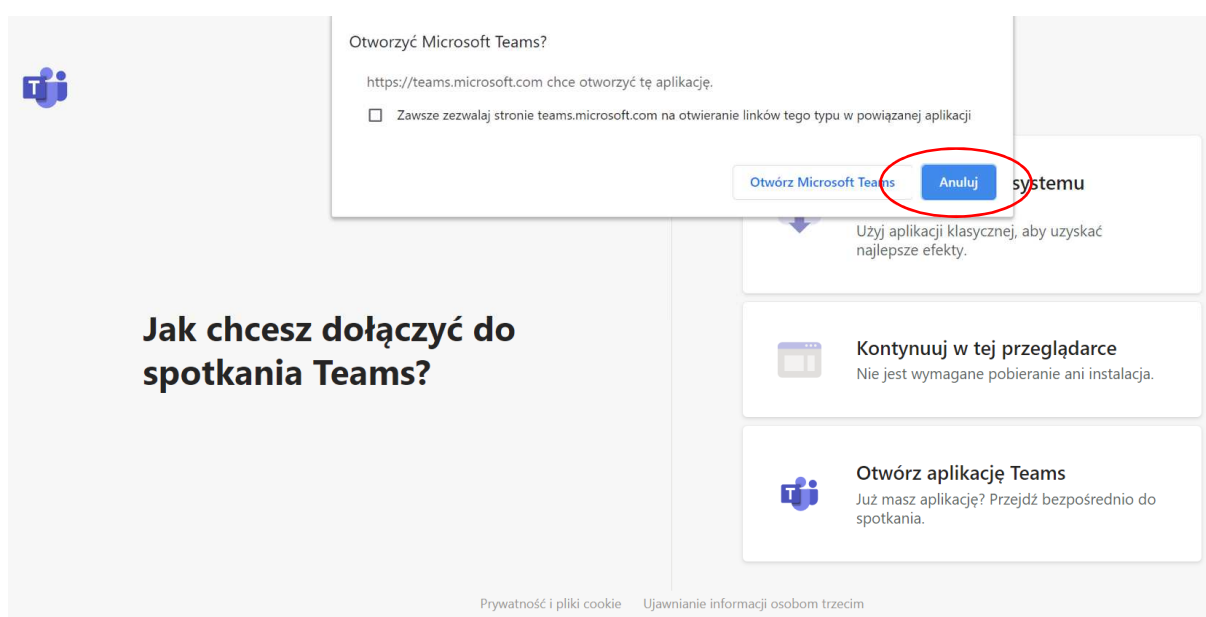 Otworzyć Microsoft Teams?
https://teams.microsoft.com chce otworzyć tę aplikację.
Zawsze zezwalaj stronie teams.microsoft.com na otwieranie linków tego typu w powiązanej aplikacji
Otwórz Microsoft Teams
Anuluj
systemu
Użyj aplikacji klasycznej, aby uzyskać
najlepsze efekty.
Jak chcesz dołączyć do
spotkania Teams?
Kontynuuj w tej przeglądarce
Nie jest wymagane pobieranie ani instalacja.
Otwórz aplikację Teams
Już masz aplikację? Przejdź bezpośrednio do
spotkania.
Prywatność i pliki cookie
Ujawnianie informacji osobom trzecim